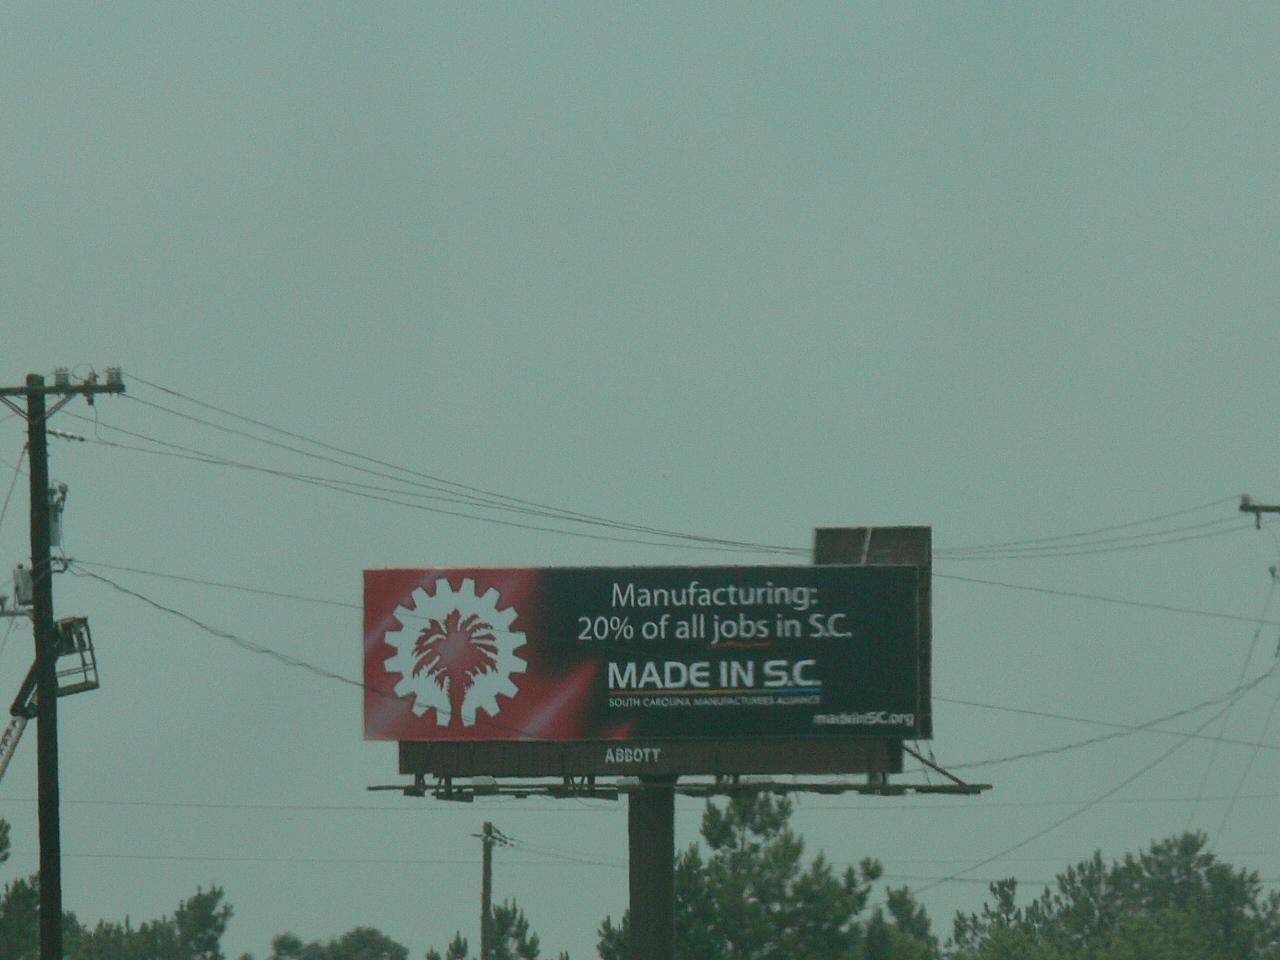 Manufacturing:
20% of all jobs in S.C.
MADE IN S.C.
SOUTH CAROLINA MANUFACTURERS ALLIANCE
madeinSC.org
ABBOTT